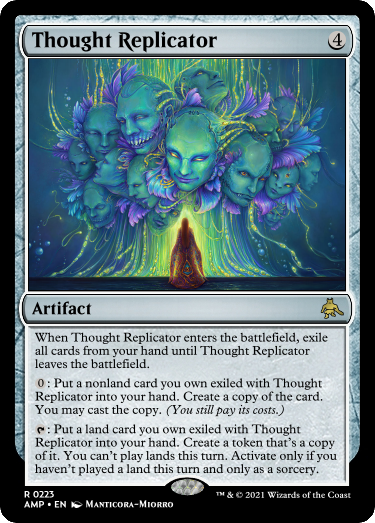 Thought Replicator 4
Artifact
When Thought Replicator enters the battlefield, exile
all cards from your hand until Thought Replicator
leaves the battlefield.
0: Put a nonland card you own exiled with Thought
Replicator into your hand. Create a copy of the card.
You may cast the copy. (You still pay its costs.)
: Put a land card you own exiled with Thought
Replicator into your hand. Create a token that's a copy
of it. You can't play lands this turn. Activate only if you
haven't played a land this turn and only as a sorcery.
R 0223
AMP • EN Manticora-Miorro
™ & © 2021 Wizards of the Coast